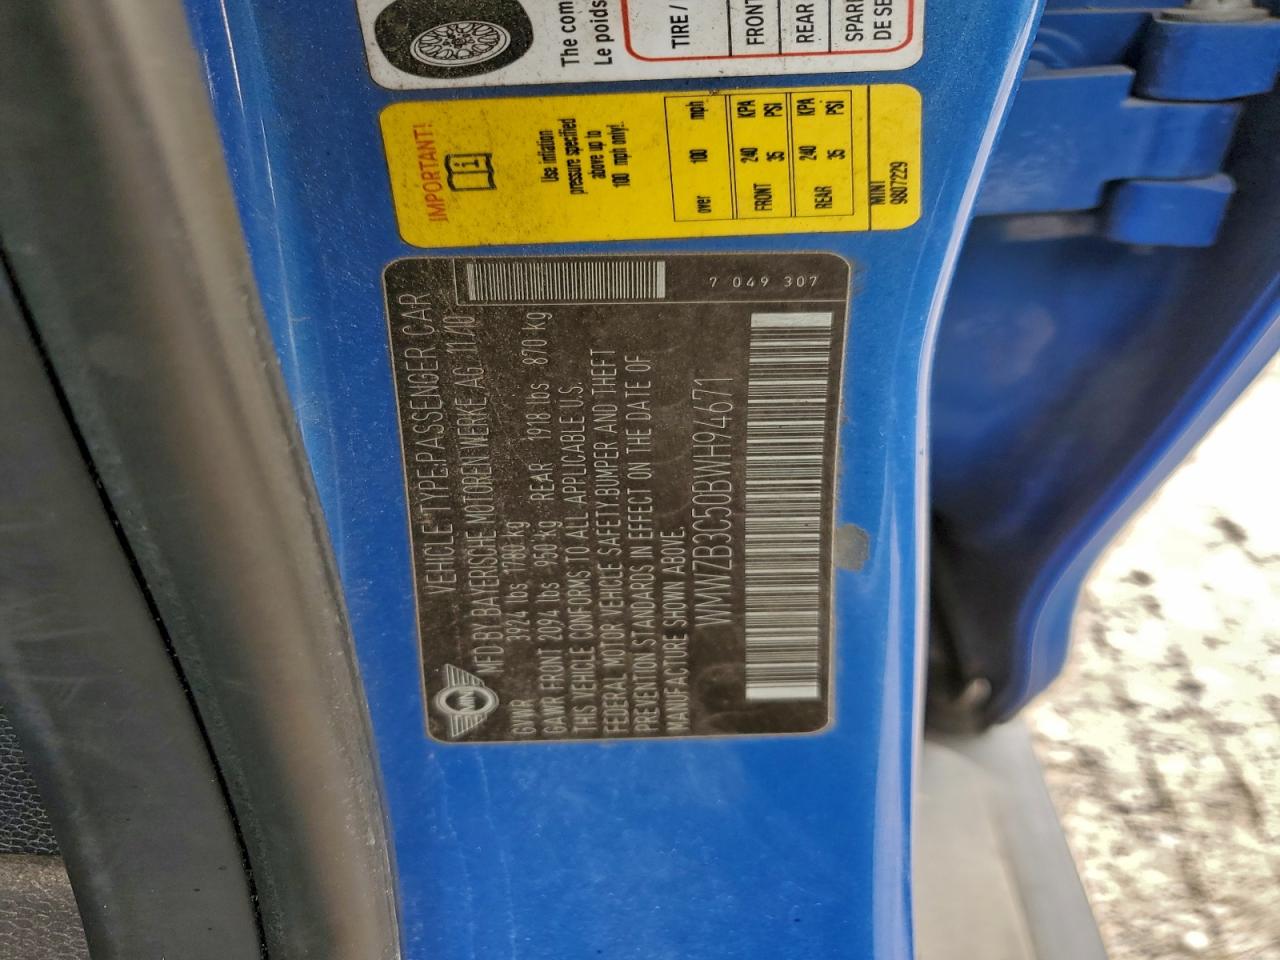 The com
Le poids
TIRE /
FRONT
REAR
SPARE
DE SE
IMPORTANT!
Use inflation
pressure specified
above up to
100 mph only!
over 100 mph
FRONT 240 KPA
35 PSI
REAR 240 KPA
35 PSI
MINI
9807229
VEHICLE TYPE:PASSENGER CAR
MFD BY BAYERISCHE MOTOREN WERKE AG 11/10
GVWR 3924 lbs 1780 kg
GAWR FRONT 2094 lbs 950 kg REAR 1918 lbs 870 kg
THIS VEHICLE CONFORMS TO ALL APPLICABLE U.S.
FEDERAL MOTOR VEHICLE SAFETY,BUMPER AND THEFT
PREVENTION STANDARDS IN EFFECT ON THE DATE OF
MANUFACTURE SHOWN ABOVE.
WMWZB3C50BWH94671
7 049 307
MINI